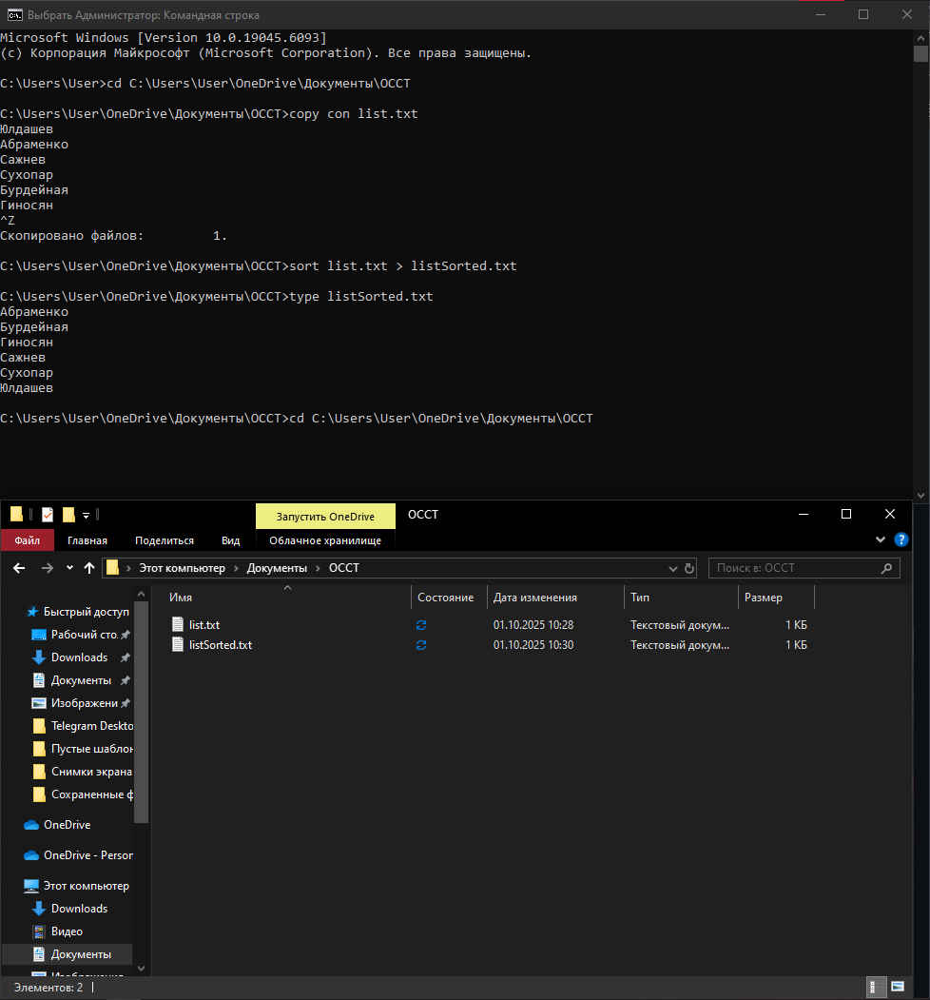 Выбрать Администратор: Командная строка
Microsoft Windows [Version 10.0.19045.6093]
(c) Корпорация Майкрософт (Microsoft Corporation). Все права защищены.
C:\Users\User>cd C:\Users\User\OneDrive\Документы\ОССТ
C:\Users\User\OneDrive\Документы\ОССТ>copy con list.txt
Юлдашев
Абраменко
Сажнев
Сухопар
Бурдейная
Гиносян
^Z
Скопировано файлов: 1.
C:\Users\User\OneDrive\Документы\ОССТ>sort list.txt > listSorted.txt
C:\Users\User\OneDrive\Документы\ОССТ>type listSorted.txt
Абраменко
Бурдейная
Гиносян
Сажнев
Сухопар
Юлдашев
C:\Users\User\OneDrive\Документы\ОССТ>cd C:\Users\User\OneDrive\Документы\ОССТ
Запустить OneDrive ОССТ
Файл Главная Поделиться Вид Облачное хранилище
Этот компьютер > Документы > ОССТ Поиск в: ОССТ
Имя Состояние Дата изменения Тип Размер
list.txt 01.10.2025 10:28 Текстовый докум... 1 КБ
listSorted.txt 01.10.2025 10:30 Текстовый докум... 1 КБ
Быстрый доступ
Рабочий сто.
Downloads
Документы
Изображени
Telegram Deskto
Пустые шаблон
Снимки экрана
Сохраненные ф
OneDrive
OneDrive - Person
Этот компьютер
Downloads
Видео
Документы
Элементов: 2